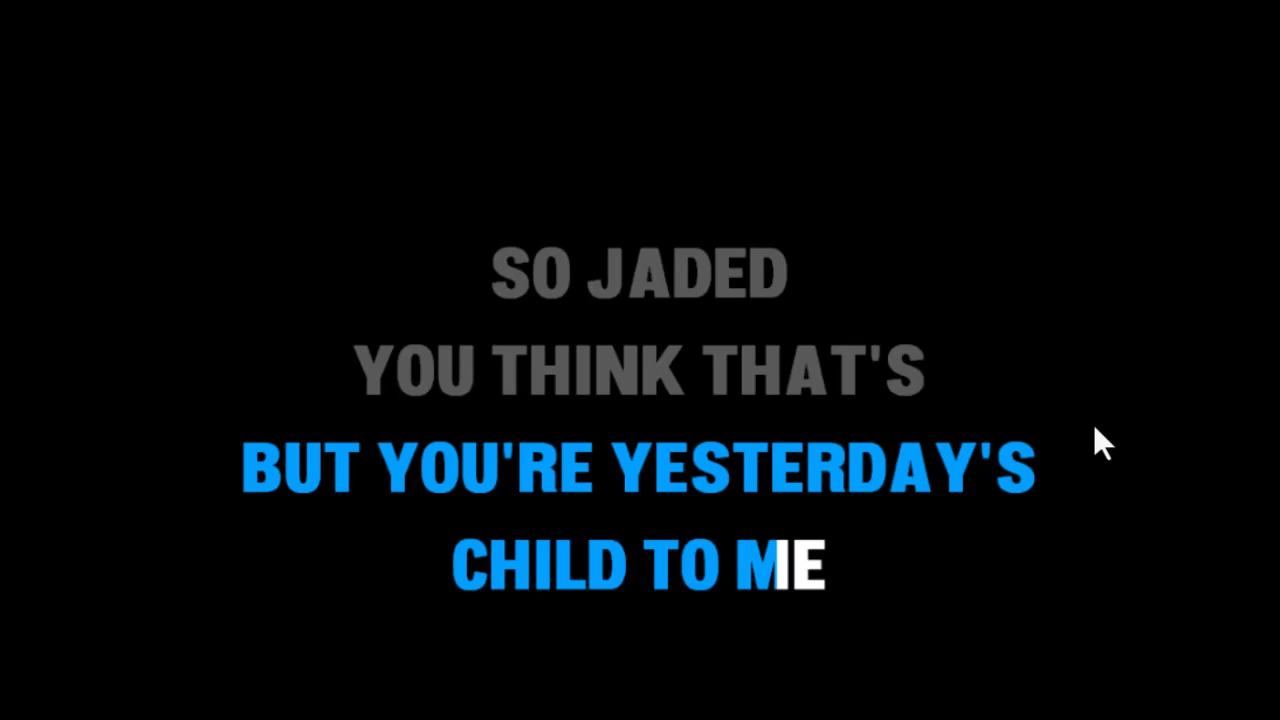 SO JADED
YOU THINK THAT'S
BUT YOU'RE YESTERDAY'S
CHILD TO ME